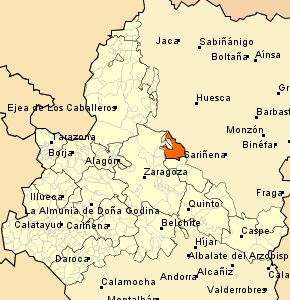 Jaca
Sabiñánigo
Boltaña
Aínsa
Huesca
Ejea de Los Caballeros
Barbast
Monzón
Tarazona
Binéfar
Borja
Sariñena
Alagón
Zaragoza
Fraga
Illueca
Quinto
La Almunia de Doña Godina
Calatayud
Cariñena
Belchite
Caspe
Híjar
Albalate del Arzobisp
Daroca
Alcañiz
Andorra
Calamocha
Valderrobres
Montalbán